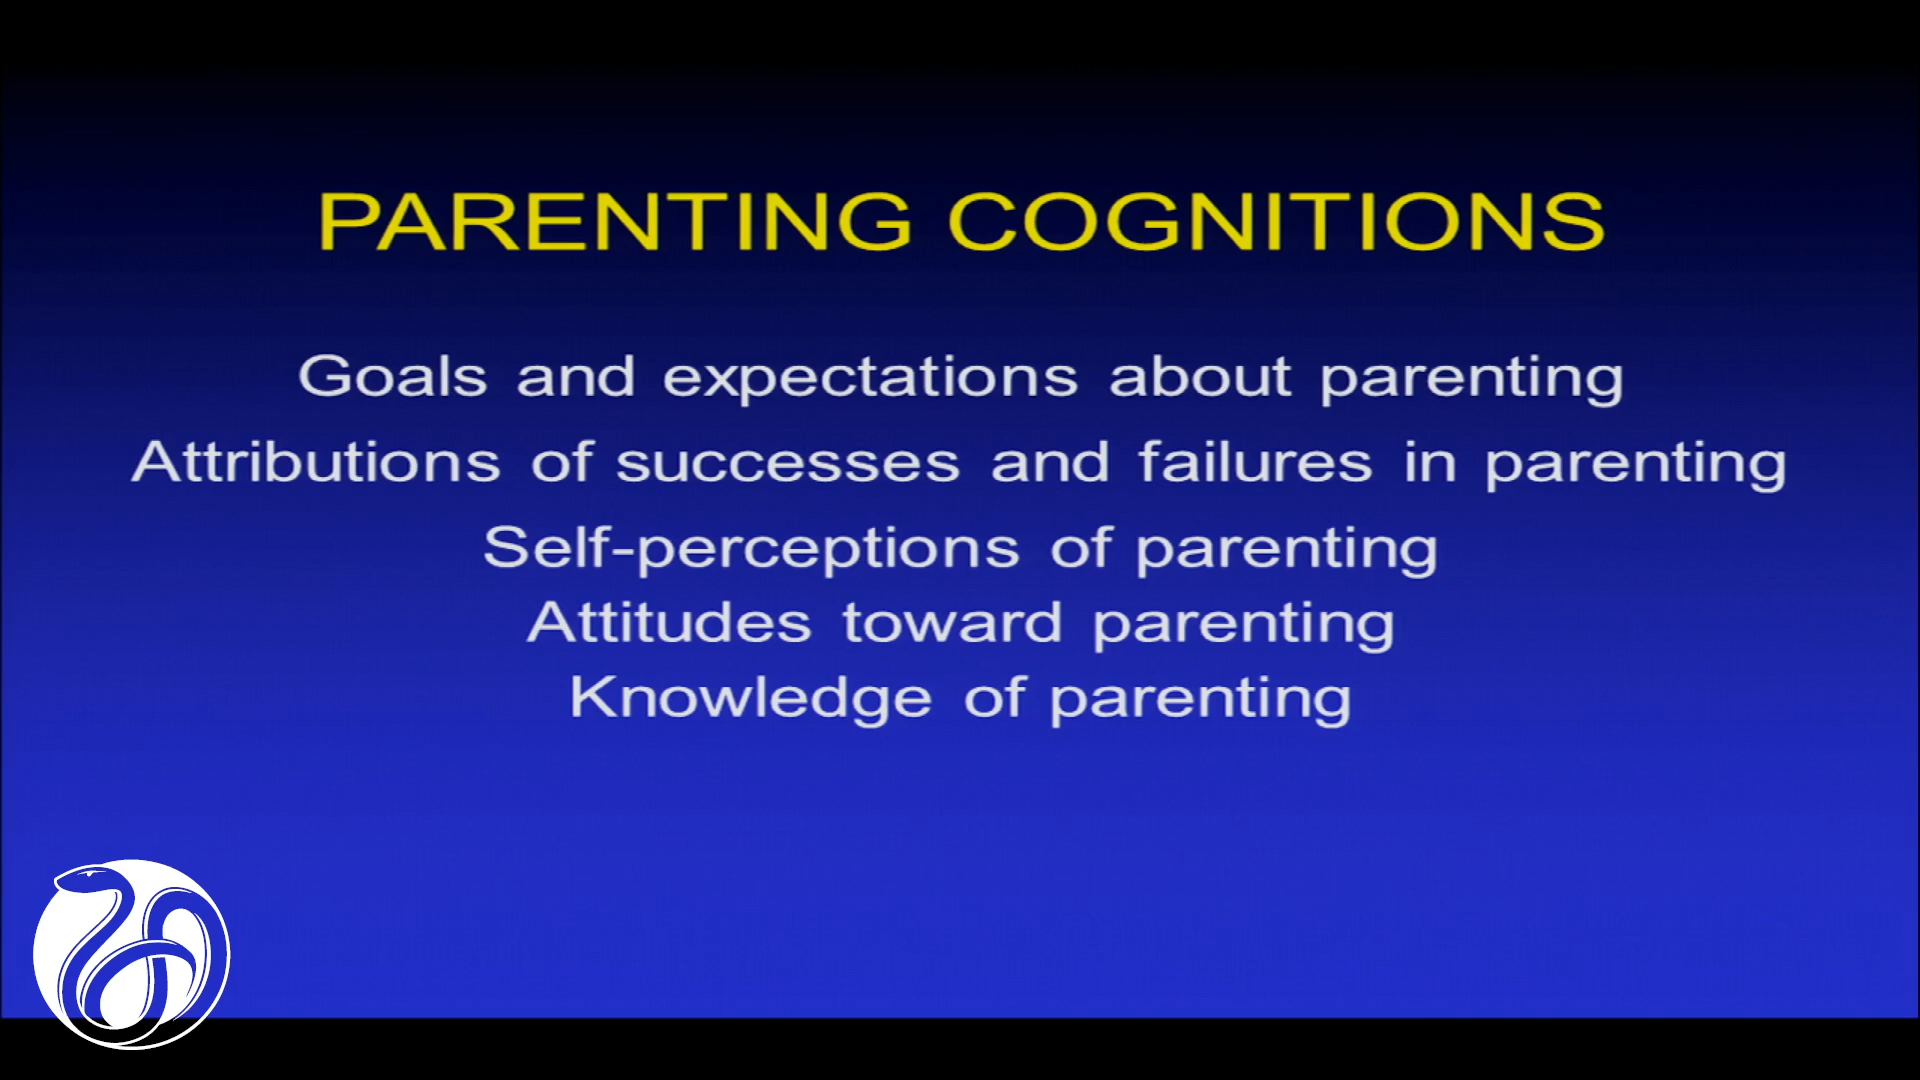 PARENTING COGNITIONS
Goals and expectations about parenting
Attributions of successes and failures in parenting
Self-perceptions of parenting
Attitudes toward parenting
Knowledge of parenting